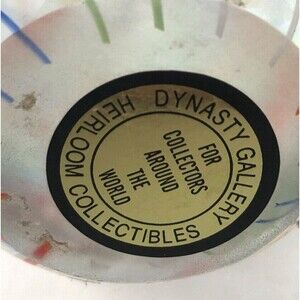 DYNASTY GALLERY
HEIRLOOM COLLECTIBLES
FOR
COLLECTORS
AROUND
THE
WORLD